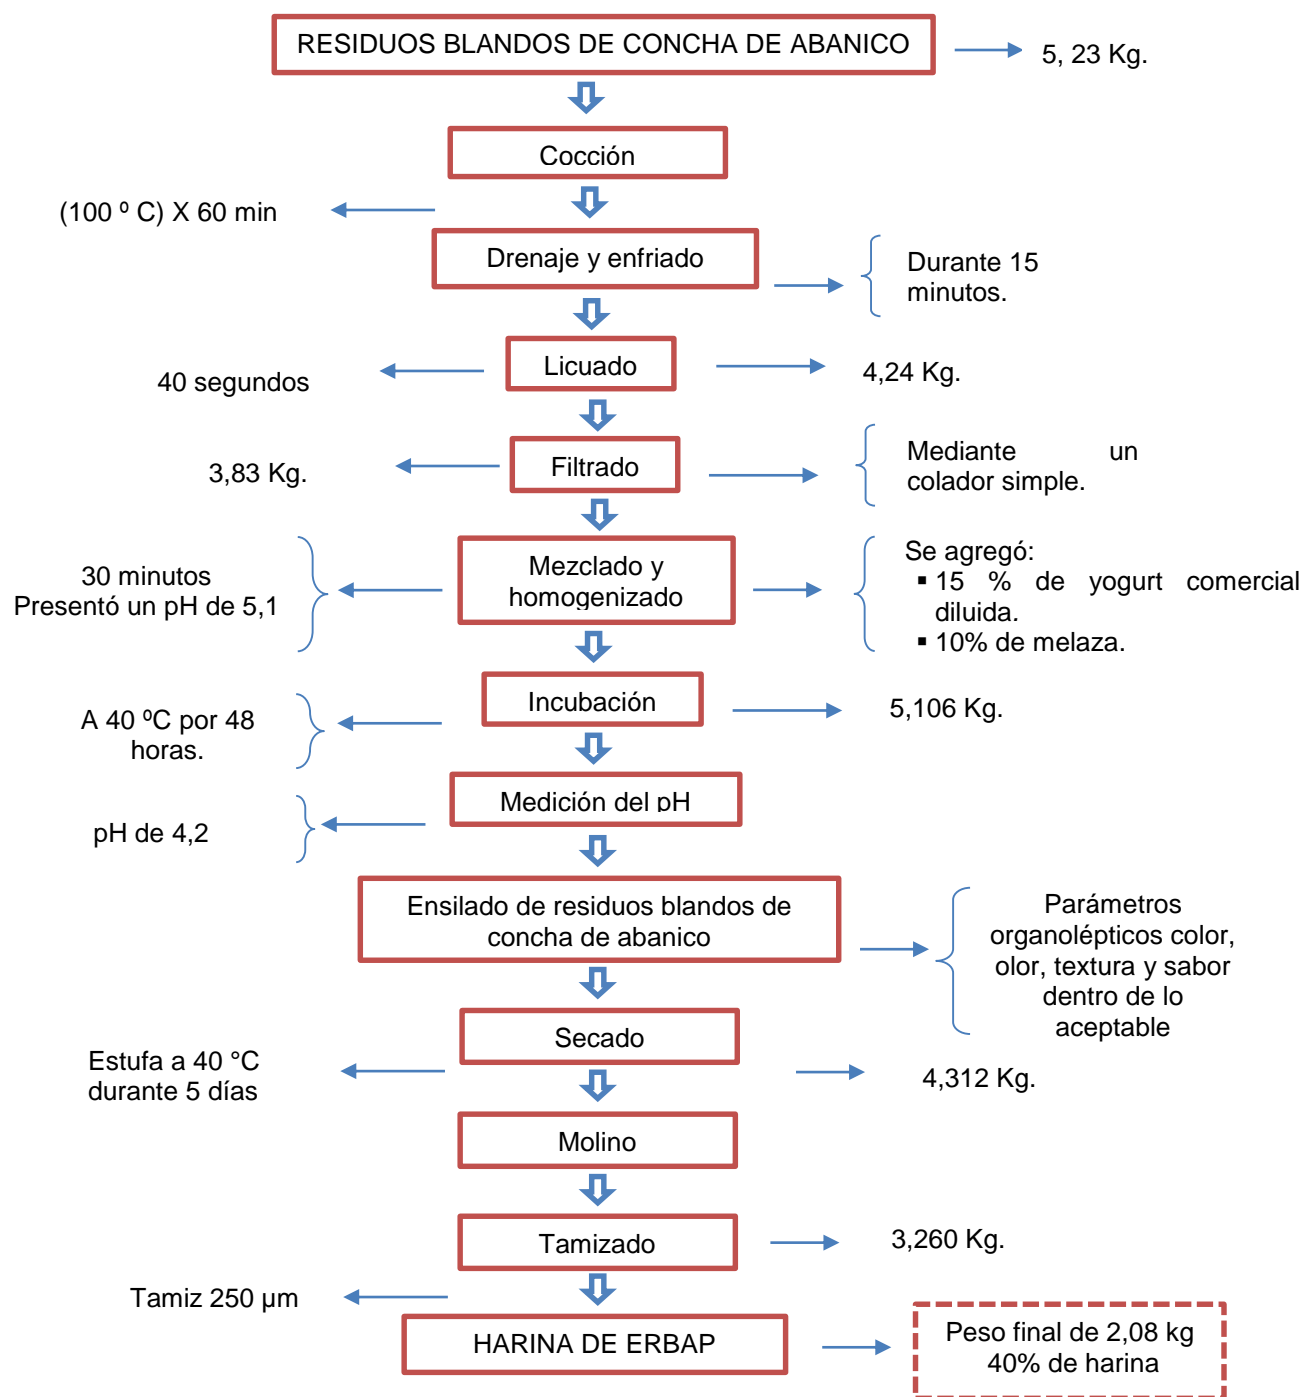 RESIDUOS BLANDOS DE CONCHA DE ABANICO
5, 23 Kg.
Cocción
(100 º C) X 60 min
Drenaje y enfriado
Durante 15
minutos.
Licuado
40 segundos
4,24 Kg.
Filtrado
3,83 Kg.
Mediante un
colador simple.
Mezclado y
homogenizado
30 minutos
Presentó un pH de 5,1
Se agregó:
▪ 15 % de yogurt comercial
diluida.
▪ 10% de melaza.
Incubación
5,106 Kg.
A 40 ºC por 48
horas.
Medición del pH
pH de 4,2
Ensilado de residuos blandos de
concha de abanico
Parámetros
organolépticos color,
olor, textura y sabor
dentro de lo
aceptable
Secado
Estufa a 40 °C
durante 5 días
4,312 Kg.
Molino
Tamizado
3,260 Kg.
Tamiz 250 µm
HARINA DE ERBAP
Peso final de 2,08 kg
40% de harina